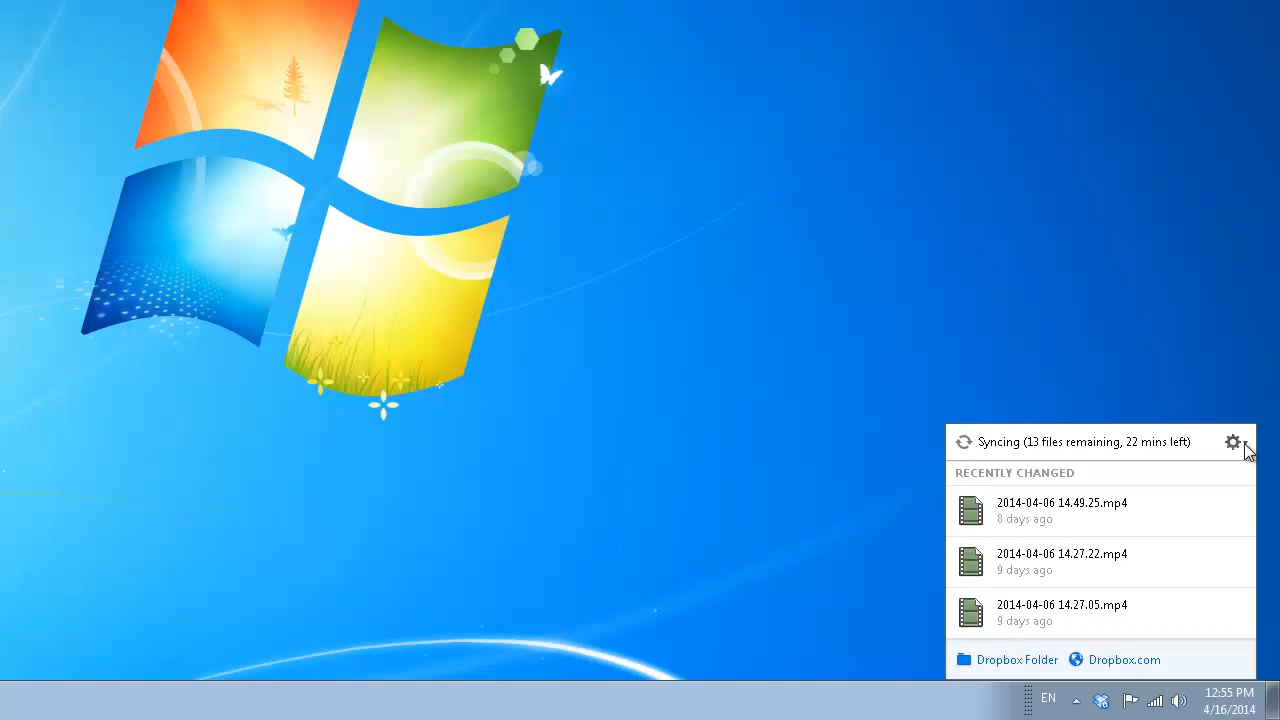 Syncing (13 files remaining, 22 mins left)
RECENTLY CHANGED
2014-04-06 14.49.25.mp4
8 days ago
2014-04-06 14.27.22.mp4
9 days ago
2014-04-06 14.27.05.mp4
9 days ago
Dropbox Folder Dropbox.com
EN
12:55 PM
4/16/2014